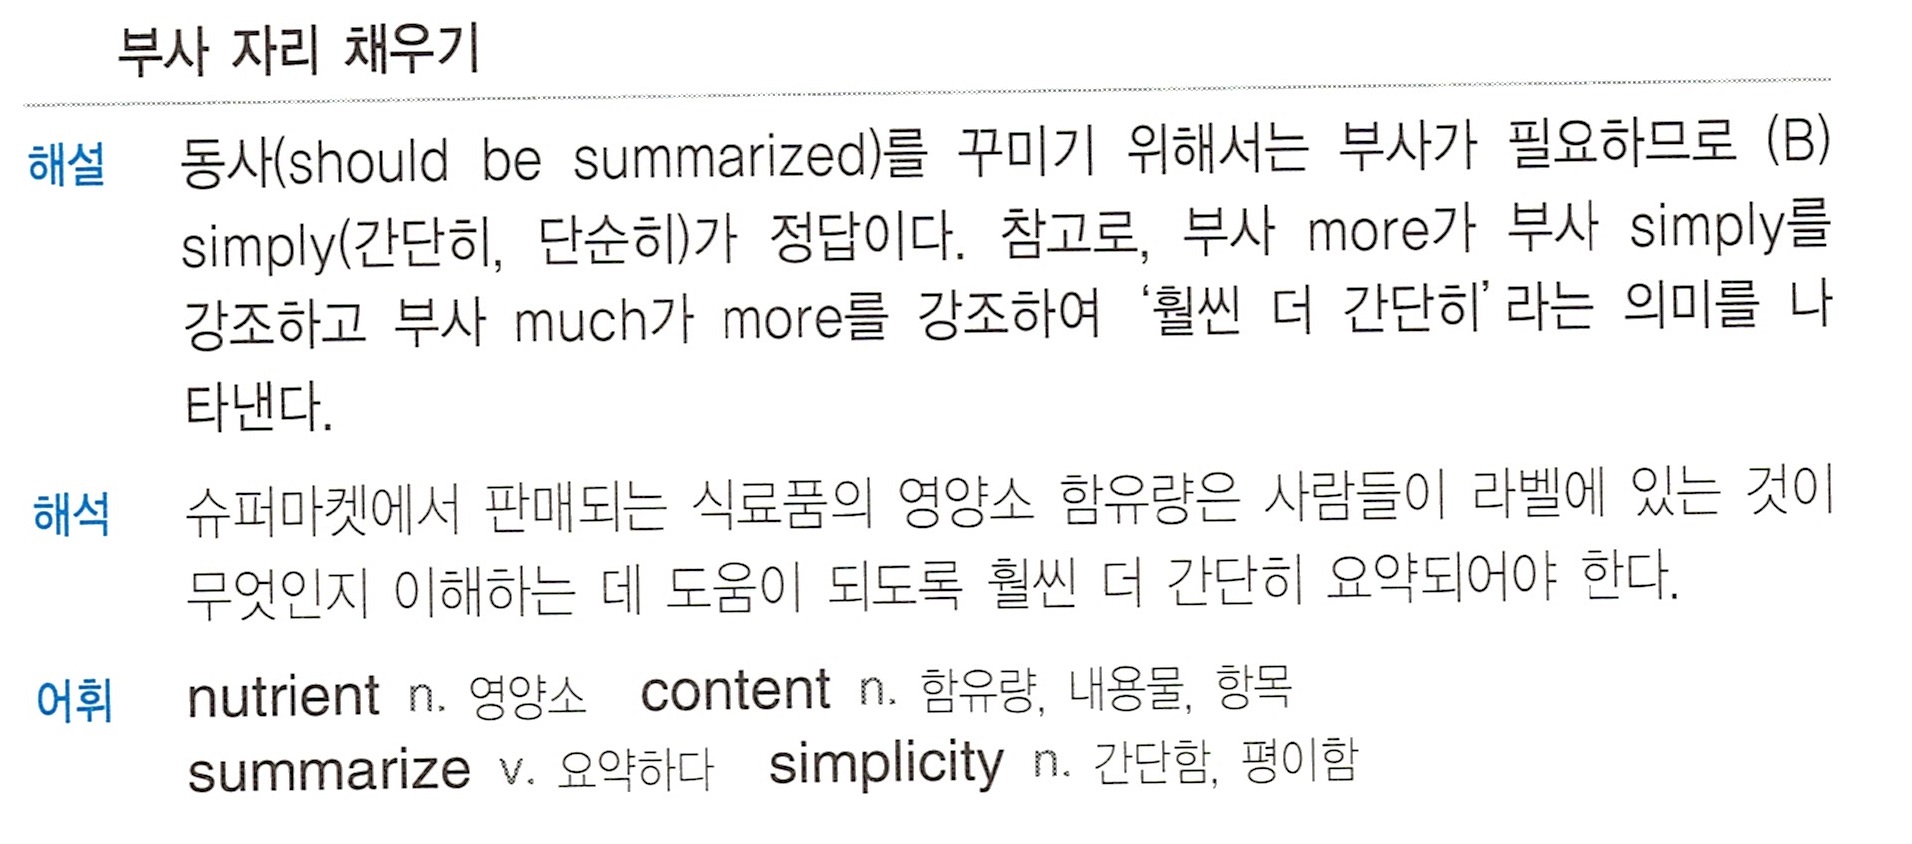 부사 자리 채우기
해설 동사(should be summarized)를 꾸미기 위해서는 부사가 필요하므로 (B)
simply(간단히, 단순히)가 정답이다. 참고로, 부사 more가 부사 simply를
강조하고 부사 much가 more를 강조하여 ‘훨씬 더 간단히’라는 의미를 나
타낸다.
해석 슈퍼마켓에서 판매되는 식료품의 영양소 함유량은 사람들이 라벨에 있는 것이
무엇인지 이해하는 데 도움이 되도록 훨씬 더 간단히 요약되어야 한다.
어휘 nutrient n. 영양소 content n. 함유량, 내용물, 항목
summarize v. 요약하다 simplicity n. 간단함, 평이함